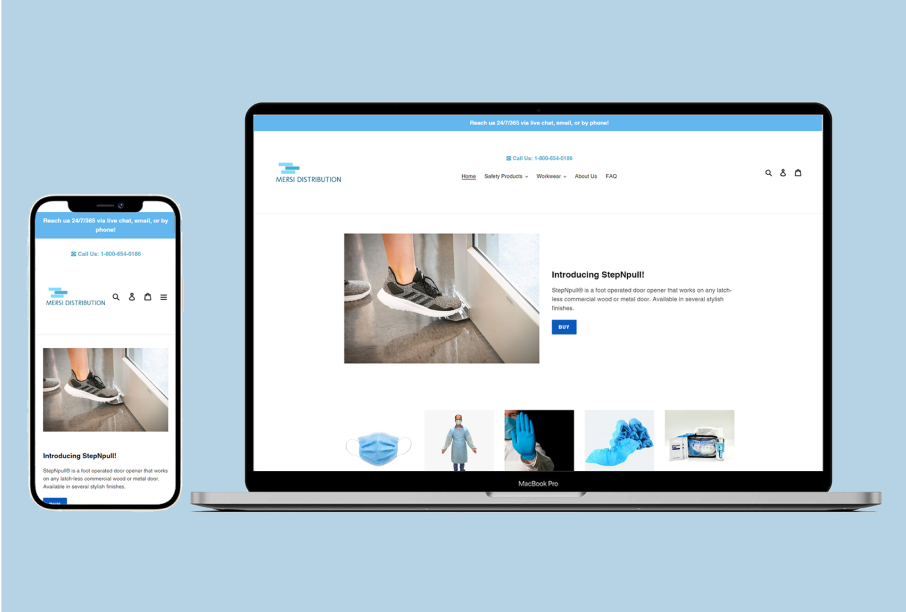 Reach us 24/7/365 via live chat, email, or by
phone!
Call Us: 1-800-654-0186
MERSI DISTRIBUTION
Introducing StepNpull!
StepNpull® is a foot operated door opener that works
on any latch-less commercial wood or metal door.
Available in several stylish finishes.
Reach us 24/7/365 via live chat, email, or by phone!
Call Us: 1-800-654-0186
MERSI DISTRIBUTION
Home Safety Products Workwear About Us FAQ
Introducing StepNpull!
StepNpull® is a foot operated door opener that works on any latch-
less commercial wood or metal door. Available in several stylish
finishes.
BUY
MacBook Pro